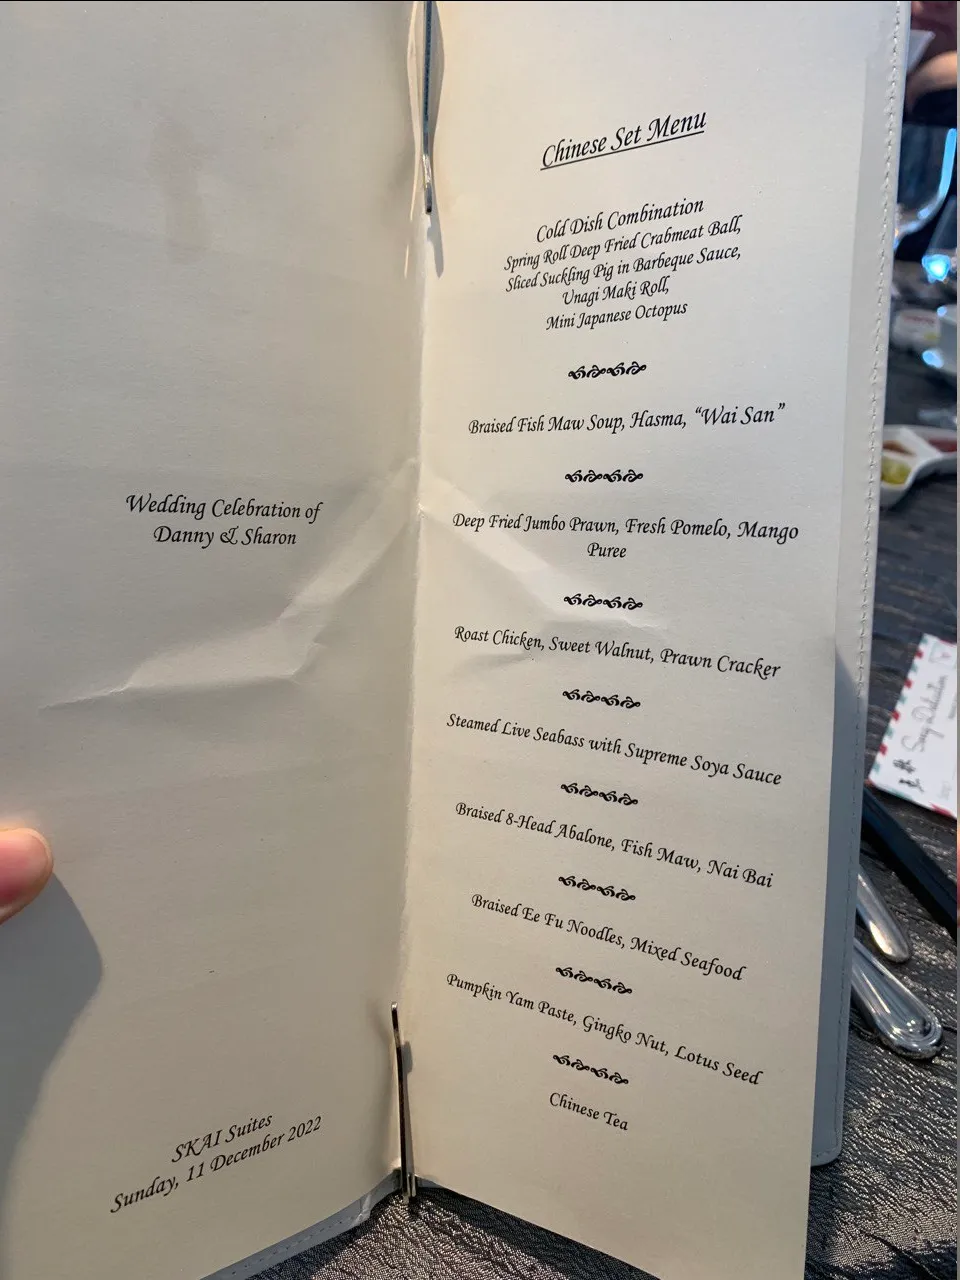 Wedding Celebration of
Danny & Sharon
SKAI Suites
Sunday, 11 December 2022
Chinese Set Menu
Cold Dish Combination
Spring Roll Deep Fried Crabmeat Ball,
Sliced Suckling Pig in Barbeque Sauce,
Unagi Maki Roll,
Mini Japanese Octopus
Braised Fish Maw Soup, Hasma, “Wai San”
Deep Fried Jumbo Prawn, Fresh Pomelo, Mango
Puree
Roast Chicken, Sweet Walnut, Prawn Cracker
Steamed Live Seabass with Supreme Soya Sauce
Braised 8-Head Abalone, Fish Maw, Nai Bai
Braised Ee Fu Noodles, Mixed Seafood
Pumpkin Yam Paste, Gingko Nut, Lotus Seed
Chinese Tea